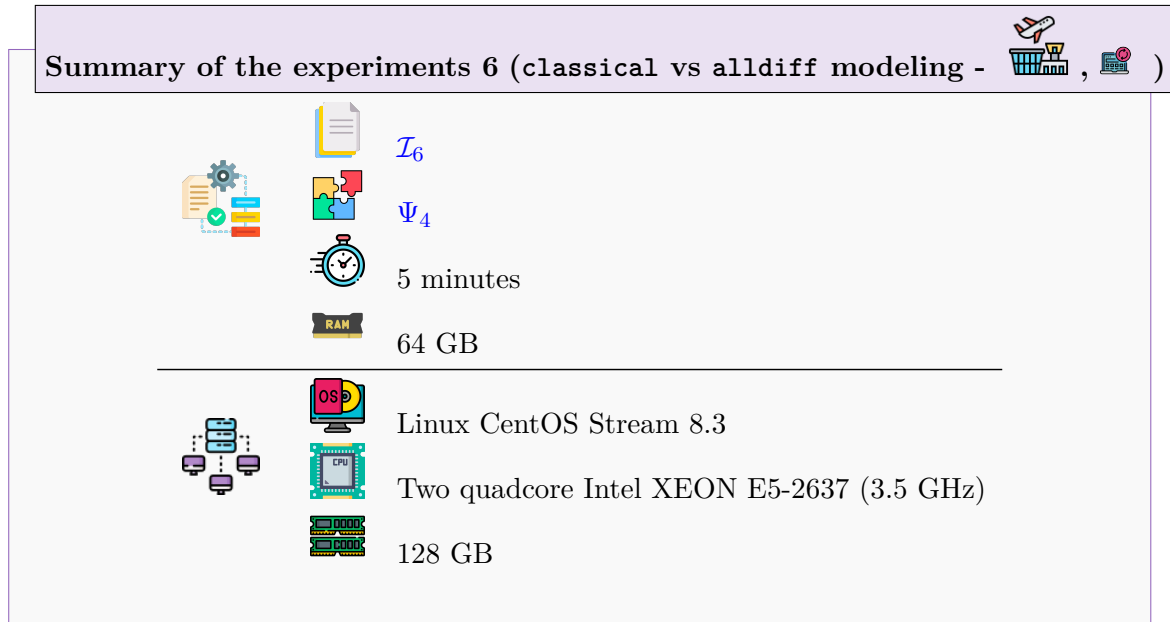 Summary of the experiments 6 (classical vs alldiff modeling - , )
𝓘₆
Ψ₄
5 minutes
RAM
64 GB
OS
Linux CentOS Stream 8.3
CPU
Two quadcore Intel XEON E5-2637 (3.5 GHz)
128 GB